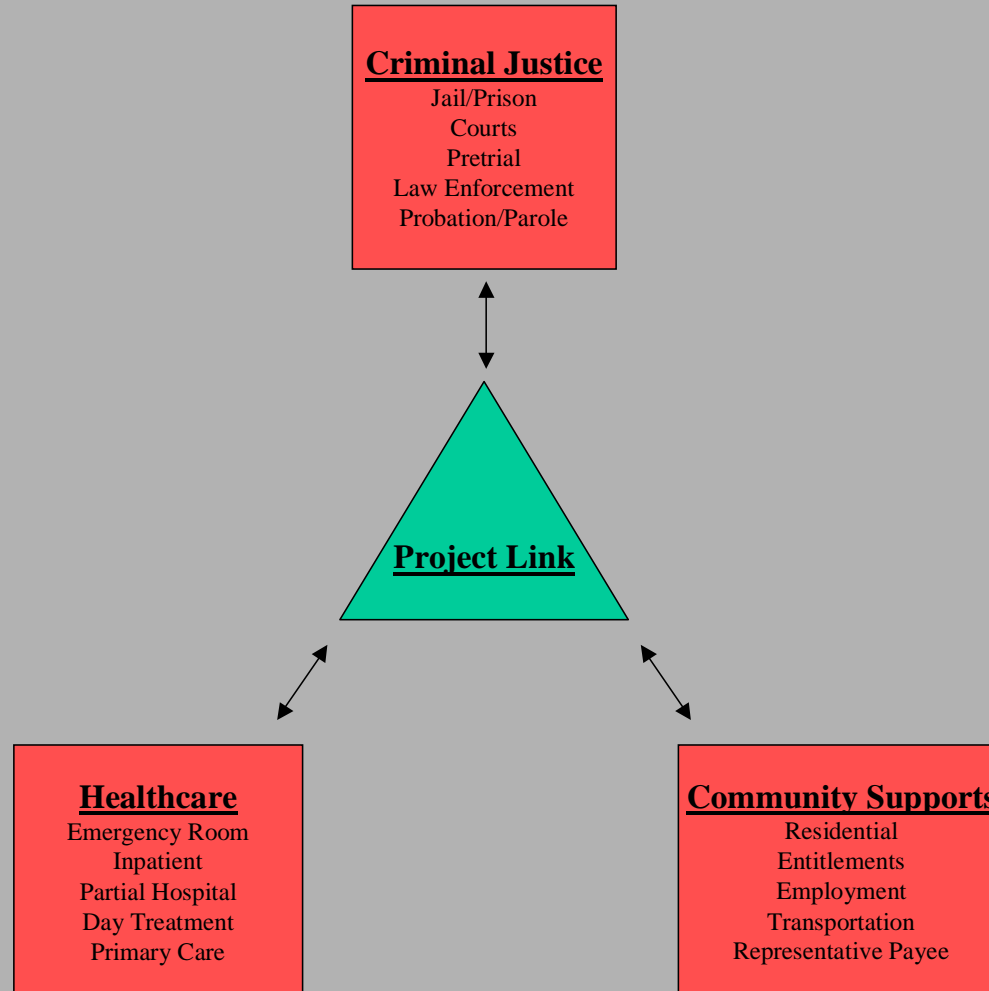 Criminal Justice
Jail/Prison
Courts
Pretrial
Law Enforcement
Probation/Parole
Project Link
Healthcare
Emergency Room
Inpatient
Partial Hospital
Day Treatment
Primary Care
Community Supports
Residential
Entitlements
Employment
Transportation
Representative Payee